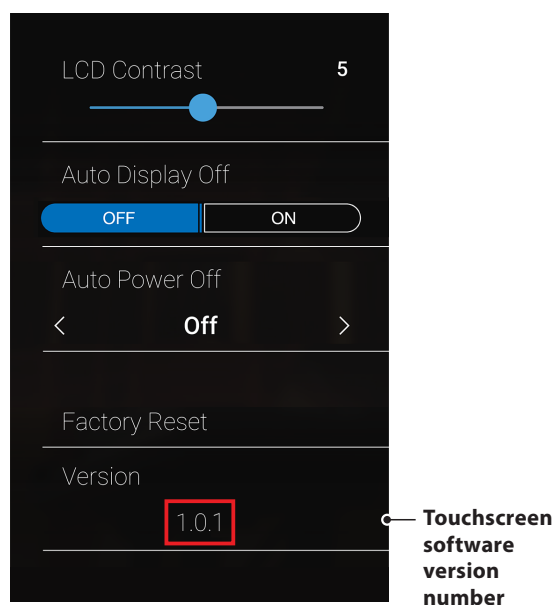 LCD Contrast 5
Auto Display Off
OFF ON
Auto Power Off
< Off >
Factory Reset
Version
1.0.1
Touchscreen
software
version
number